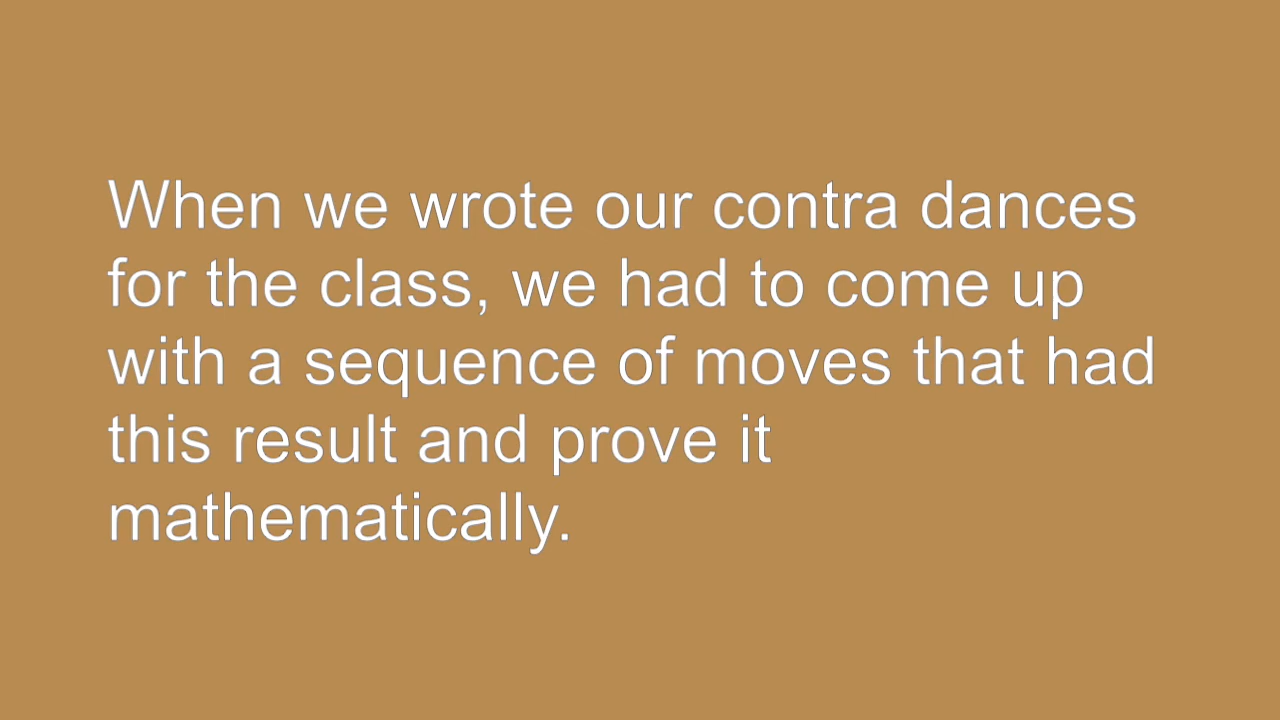 When we wrote our contra dances
for the class, we had to come up
with a sequence of moves that had
this result and prove it
mathematically.